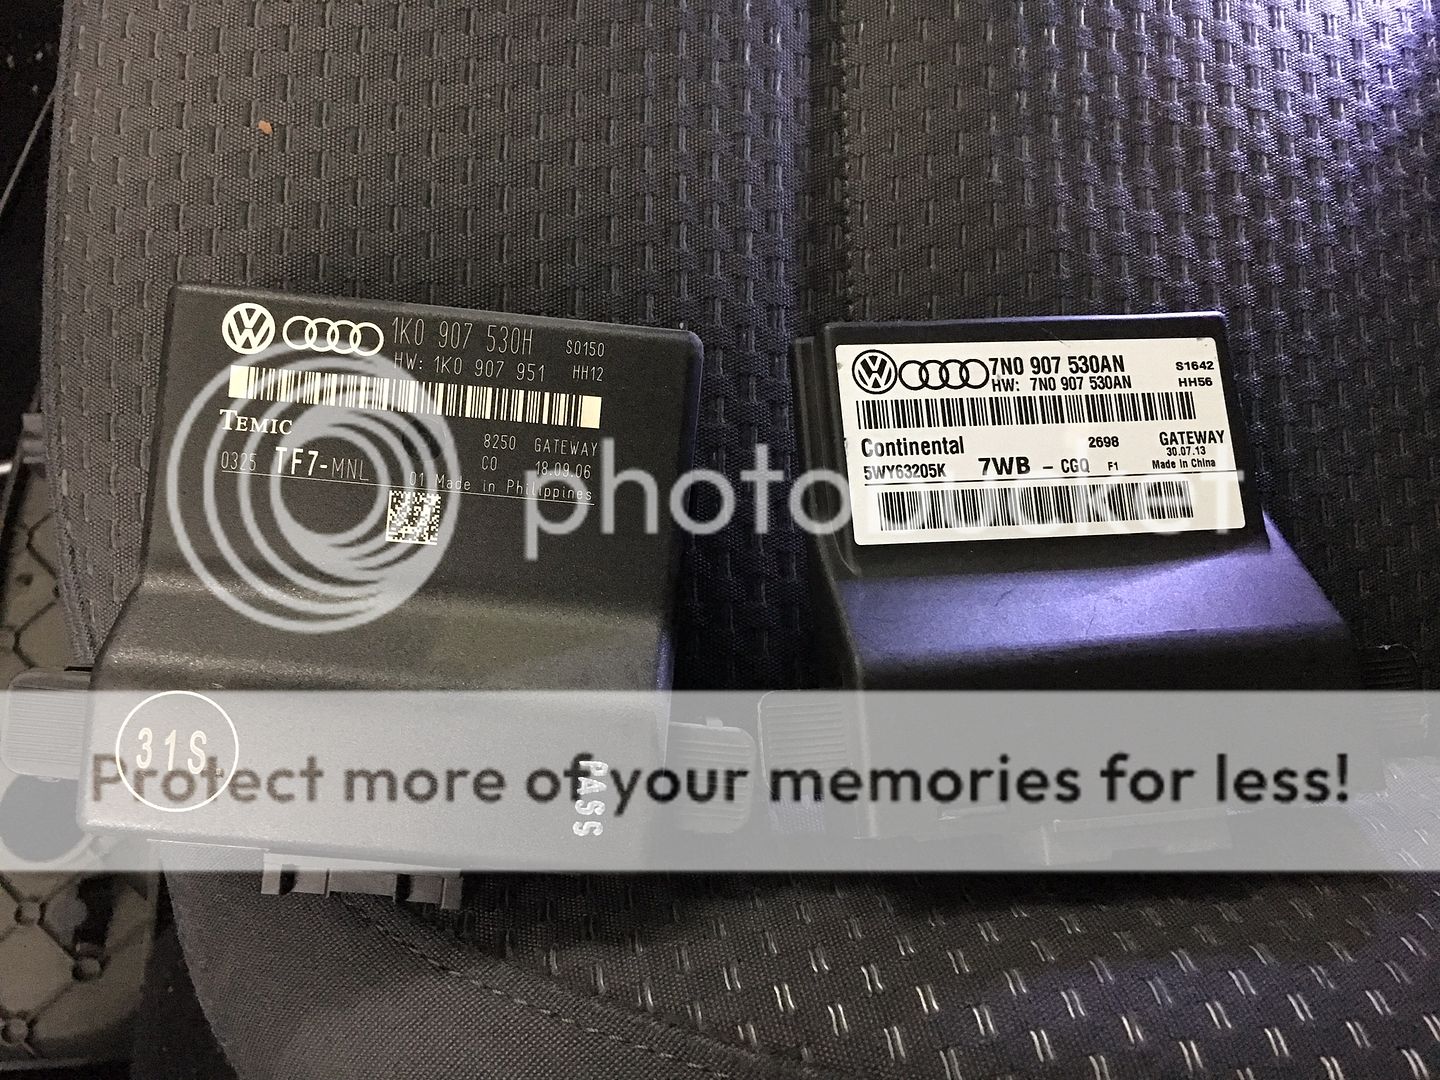 1K0 907 530H S0150
HW: 1K0 907 951 HH12
TEMIC
8250 GATEWAY
0325 TF7-MNL C0 18.09.06
01 Made in Philippines
31S.
PASS
7N0 907 530AN S1642
HW: 7N0 907 530AN HH56
Continental 2698 GATEWAY
5WY63205K 7WB - CGQ F1 30.07.13
Made in China
photobucket
Protect more of your memories for less!